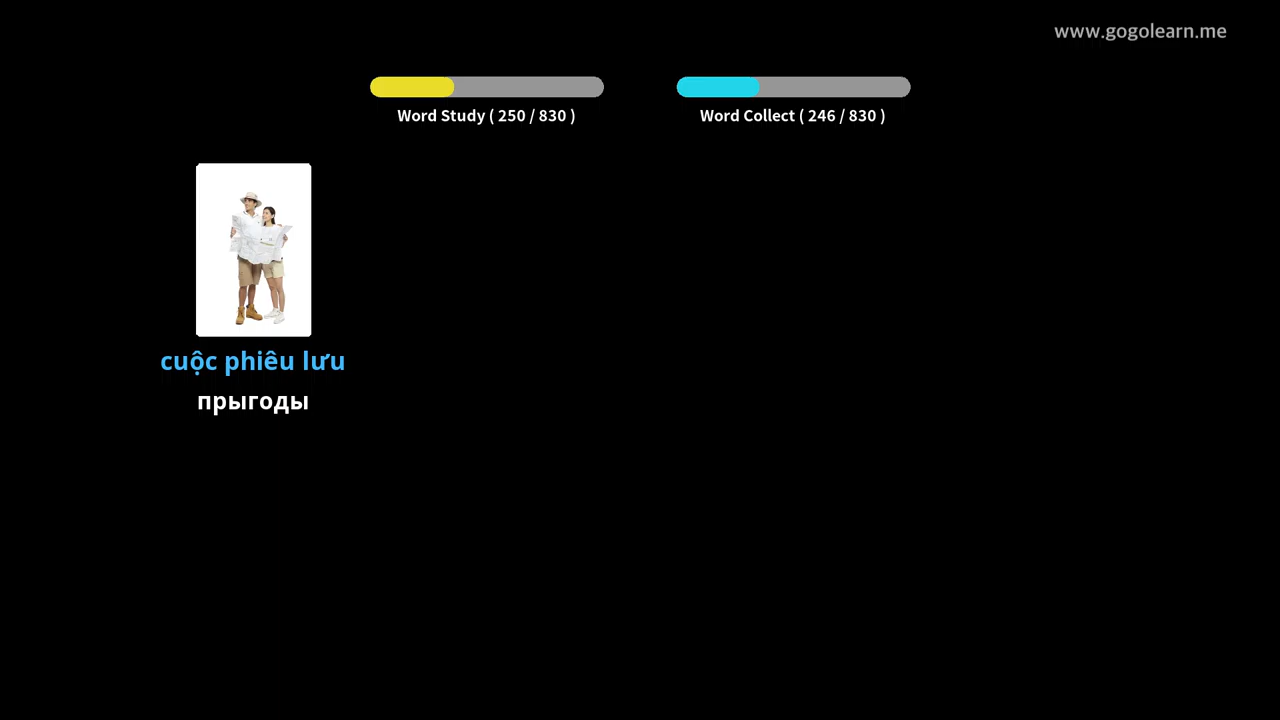 www.gogolearn.me
Word Study ( 250 / 830 )
Word Collect ( 246 / 830 )
cuộc phiêu lưu
прыгоды